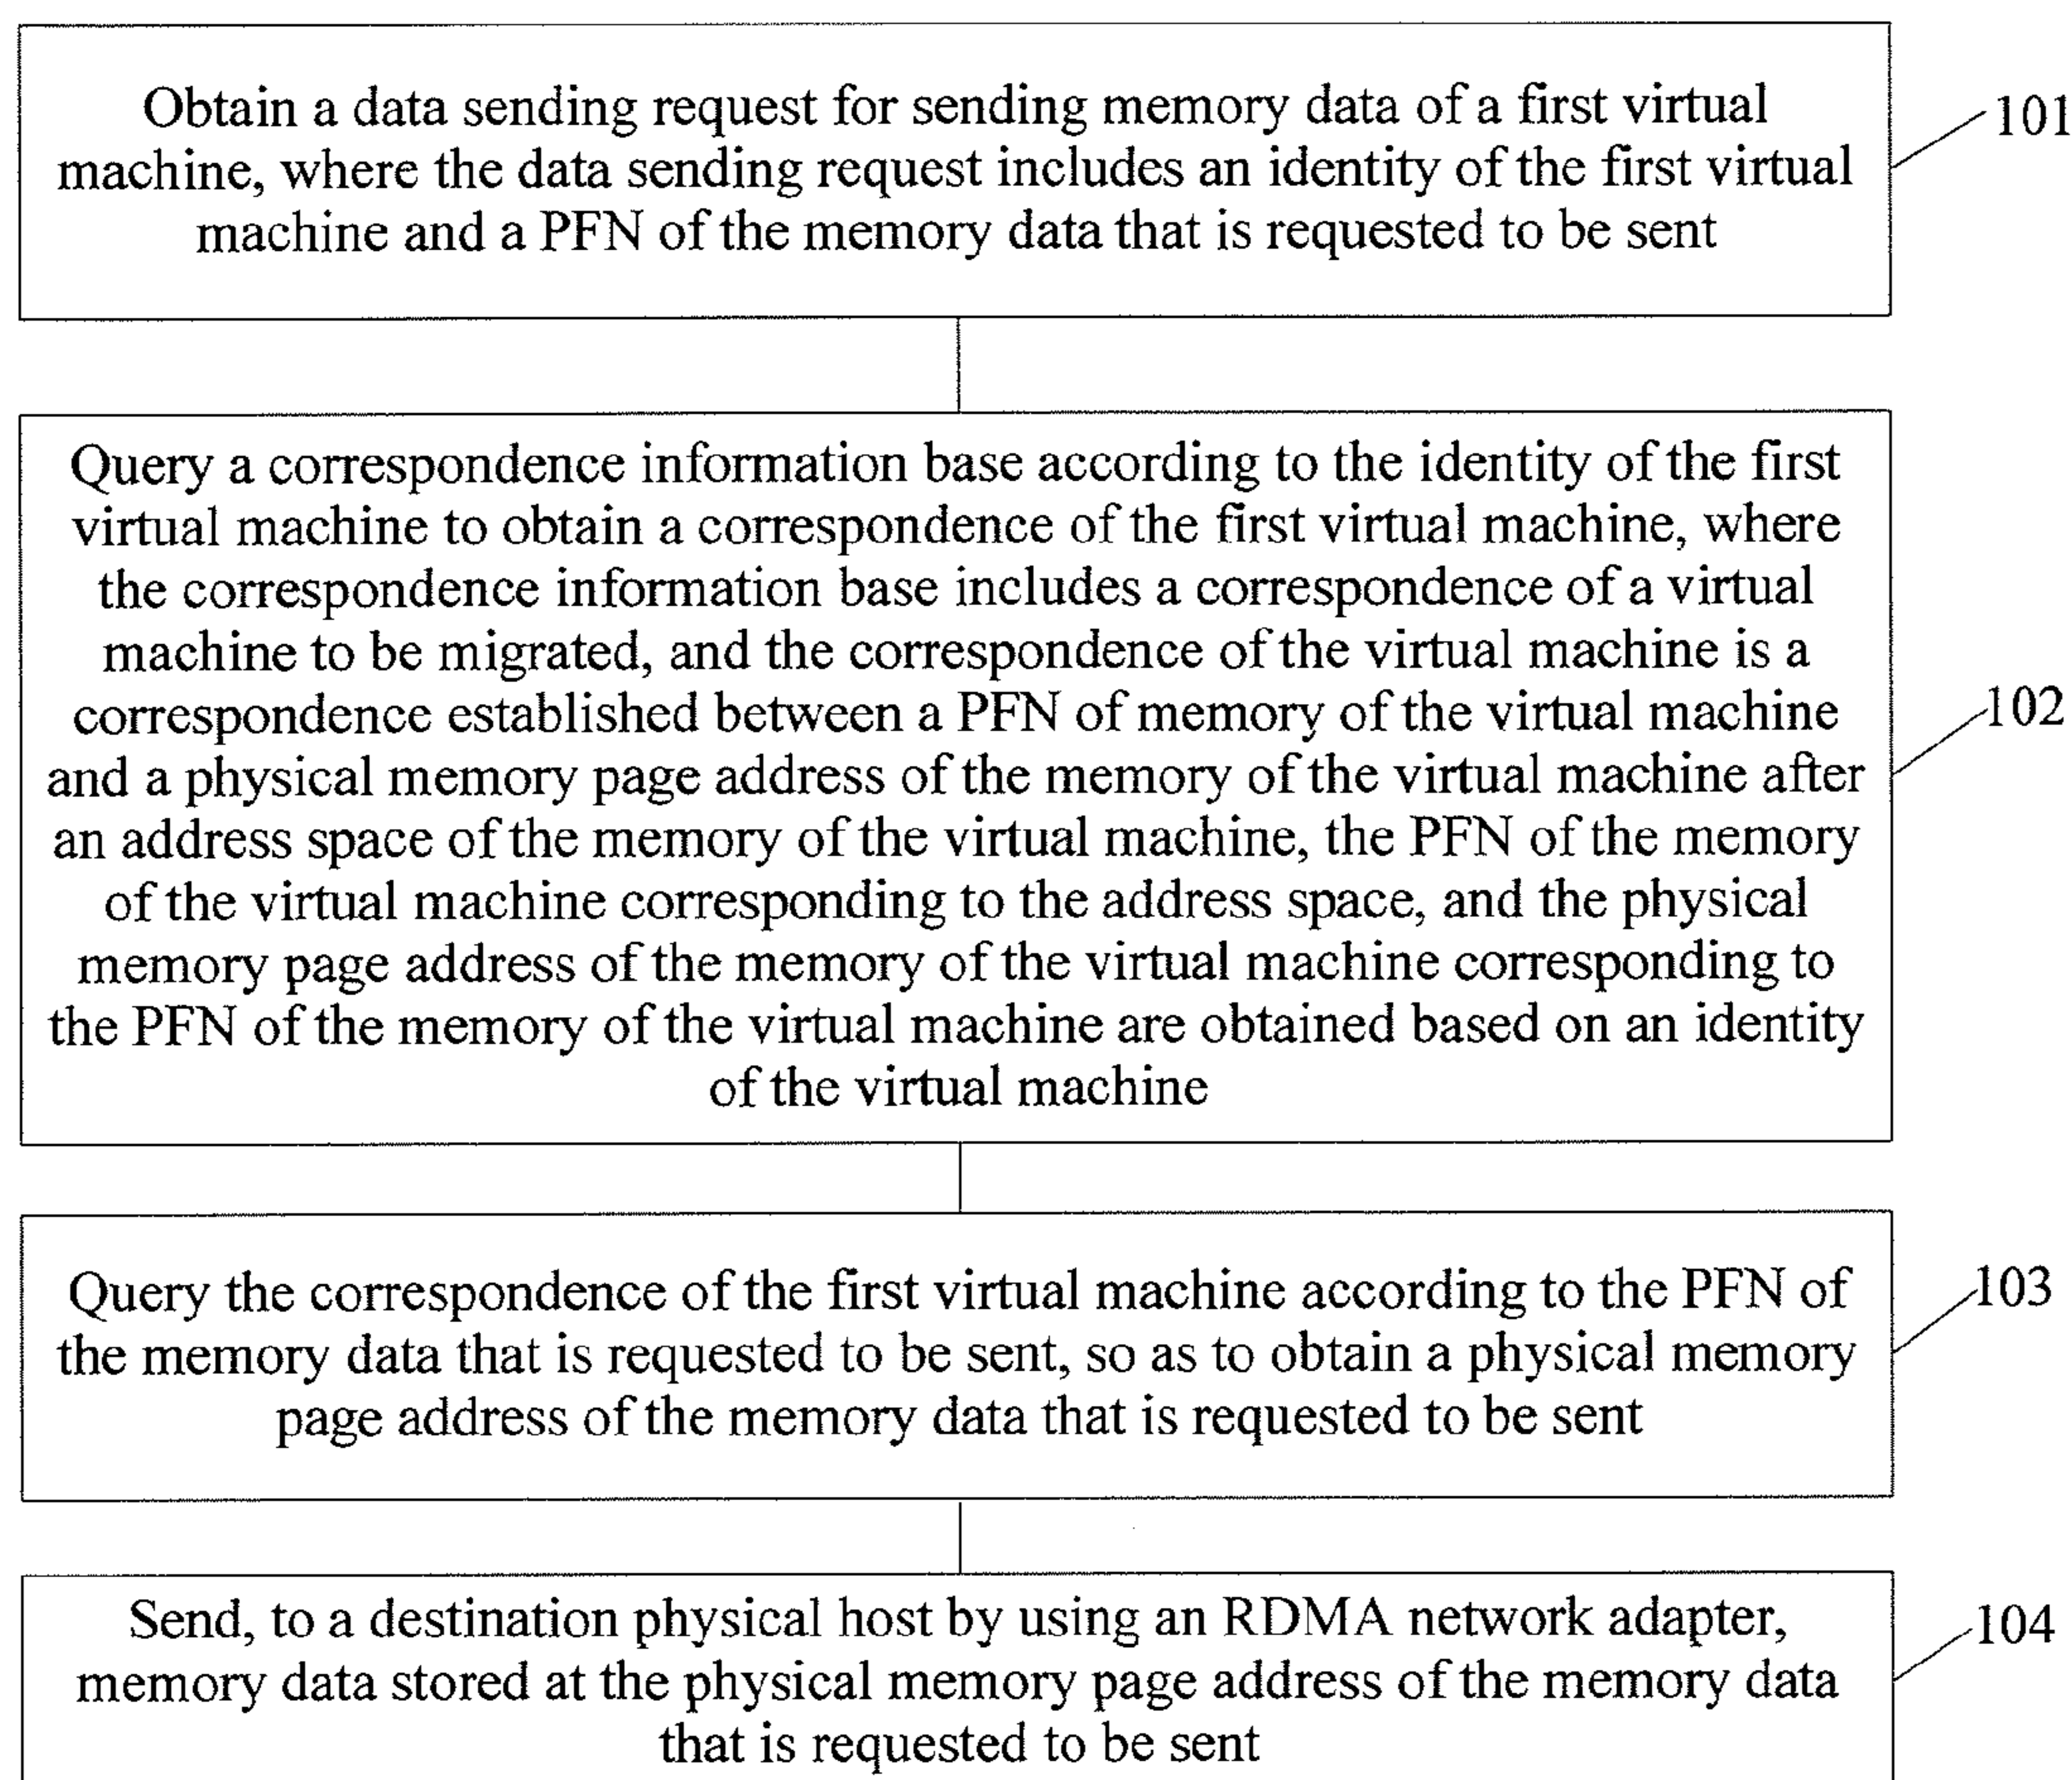 Obtain a data sending request for sending memory data of a first virtual
machine, where the data sending request includes an identity of the first virtual
machine and a PFN of the memory data that is requested to be sent
101
Query a correspondence information base according to the identity of the first
virtual machine to obtain a correspondence of the first virtual machine, where
the correspondence information base includes a correspondence of a virtual
machine to be migrated, and the correspondence of the virtual machine is a
correspondence established between a PFN of memory of the virtual machine
and a physical memory page address of the memory of the virtual machine after
an address space of the memory of the virtual machine, the PFN of the memory
of the virtual machine corresponding to the address space, and the physical
memory page address of the memory of the virtual machine corresponding to
the PFN of the memory of the virtual machine are obtained based on an identity
of the virtual machine
102
Query the correspondence of the first virtual machine according to the PFN of
the memory data that is requested to be sent, so as to obtain a physical memory
page address of the memory data that is requested to be sent
103
Send, to a destination physical host by using an RDMA network adapter,
memory data stored at the physical memory page address of the memory data
that is requested to be sent
104